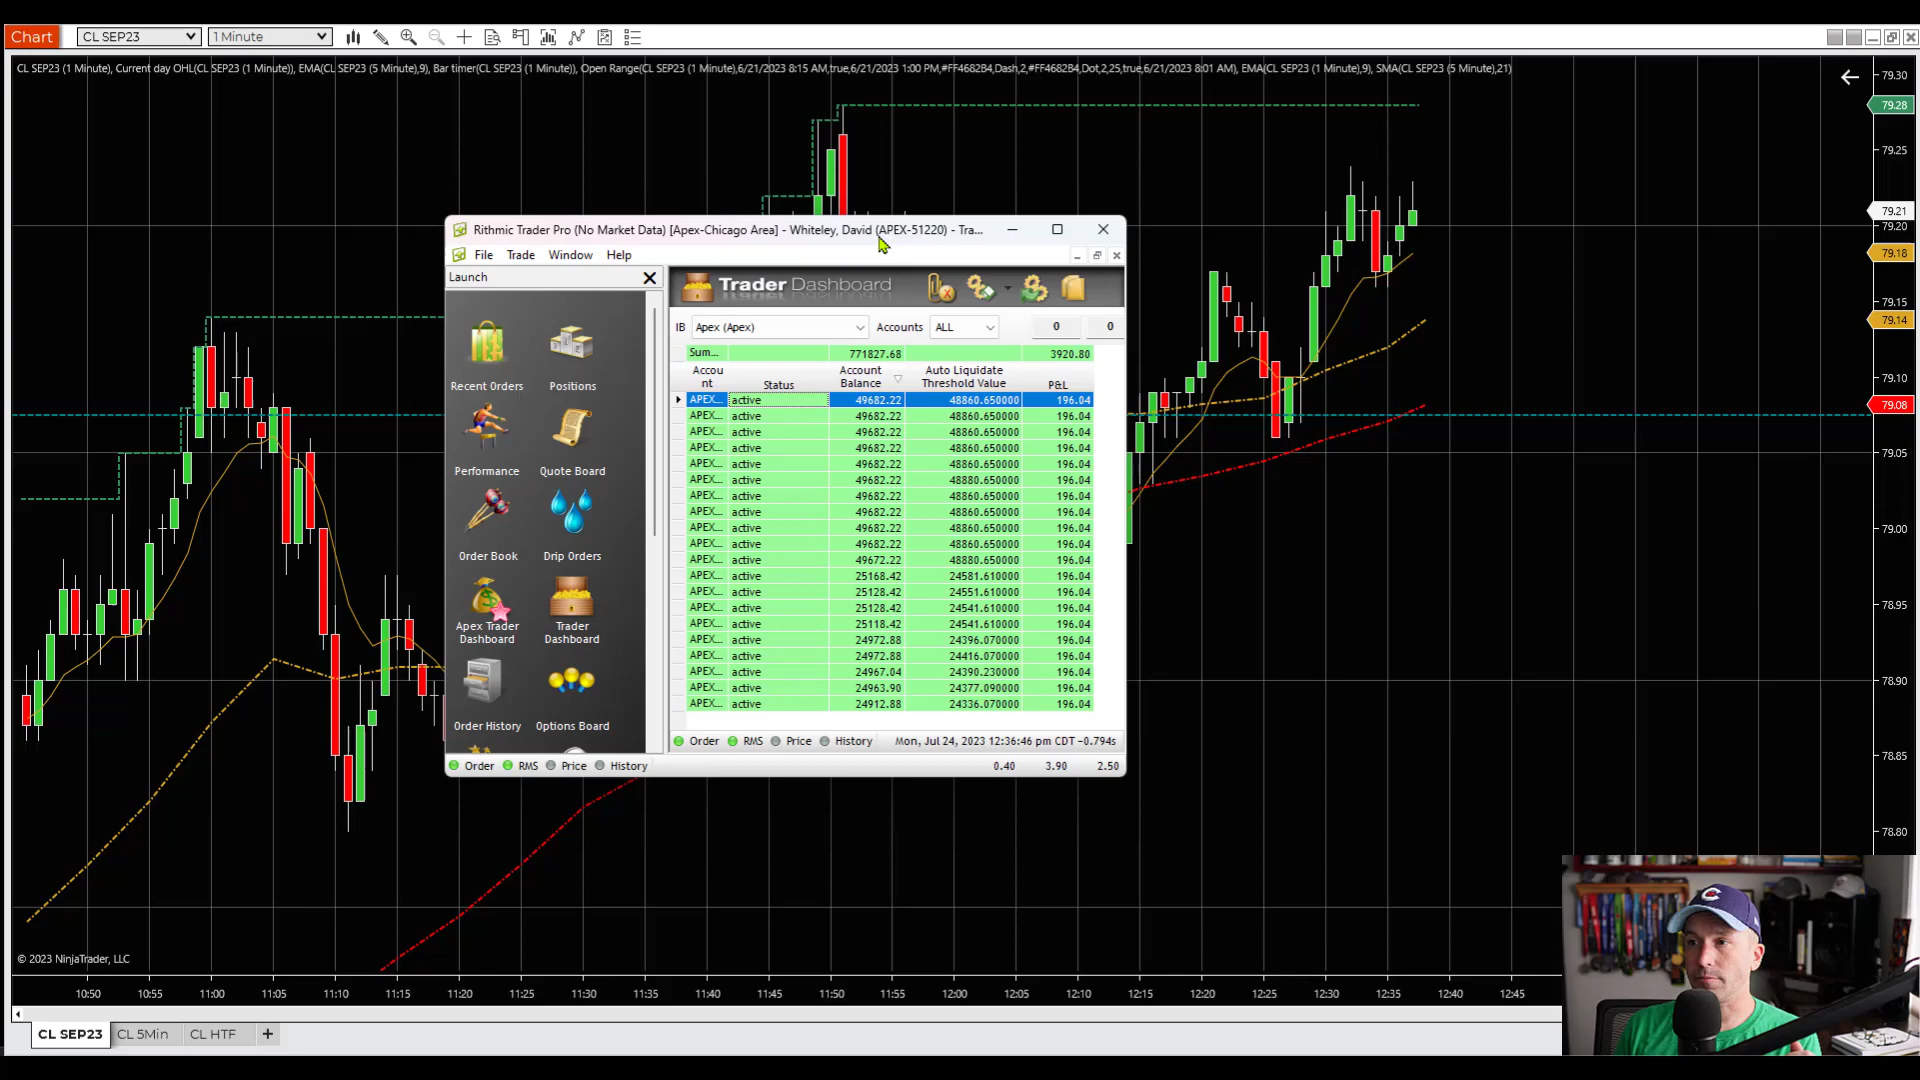 Chart CL SEP23 1 Minute
CL SEP23 (1 Minute), Current day OHL(CL SEP23 (1 Minute)), EMA(CL SEP23 (5 Minute),9), Bar timer(CL SEP23 (1 Minute)), Open Range(CL SEP23 (1 Minute),6/21/2023 8:15 AM,true,6/21/2023 1:00 PM,#FF4682B4,Dash,2,#FF4682B4,Dot,2,25,true,6/21/2023 8:01 AM), EMA(CL SEP23 (1 Minute),9), SMA(CL SEP23 (5 Minute),21)
79.30
79.28
79.25
79.21
79.20
79.18
79.15
79.14
79.10
79.08
79.05
79.00
78.95
78.90
78.85
78.80
Rithmic Trader Pro (No Market Data) [Apex-Chicago Area] - Whiteley, David (APEX-51220) - Tra...
File Trade Window Help
Launch
Recent Orders Positions
Performance Quote Board
Order Book Drip Orders
Apex Trader Dashboard Trader Dashboard
Order History Options Board
Trader Dashboard
IB Apex (Apex) Accounts ALL 0 0
Sum... 771827.68 3920.80
Accou nt Status Account Balance Auto Liquidate Threshold Value P&L
APEX... active 49682.22 48860.650000 196.04
APEX... active 49682.22 48860.650000 196.04
APEX... active 49682.22 48860.650000 196.04
APEX... active 49682.22 48860.650000 196.04
APEX... active 49682.22 48860.650000 196.04
APEX... active 49682.22 48880.650000 196.04
APEX... active 49682.22 48860.650000 196.04
APEX... active 49682.22 48860.650000 196.04
APEX... active 49682.22 48860.650000 196.04
APEX... active 49682.22 48860.650000 196.04
APEX... active 49672.22 48880.650000 196.04
APEX... active 25168.42 24581.610000 196.04
APEX... active 25128.42 24551.610000 196.04
APEX... active 25128.42 24541.610000 196.04
APEX... active 25118.42 24541.610000 196.04
APEX... active 24972.88 24396.070000 196.04
APEX... active 24972.88 24416.070000 196.04
APEX... active 24967.04 24390.230000 196.04
APEX... active 24963.90 24377.090000 196.04
APEX... active 24912.88 24336.070000 196.04
Order RMS Price History Mon, Jul 24, 2023 12:36:46 pm CDT -0.794s
Order RMS Price History 0.40 3.90 2.50
© 2023 NinjaTrader, LLC
10:50 10:55 11:00 11:05 11:10 11:15 11:20 11:25 11:30 11:35 11:40 11:45 11:50 11:55 12:00 12:05 12:10 12:15 12:20 12:25 12:30 12:35 12:40 12:45
CL SEP23 CL 5Min CL HTF +